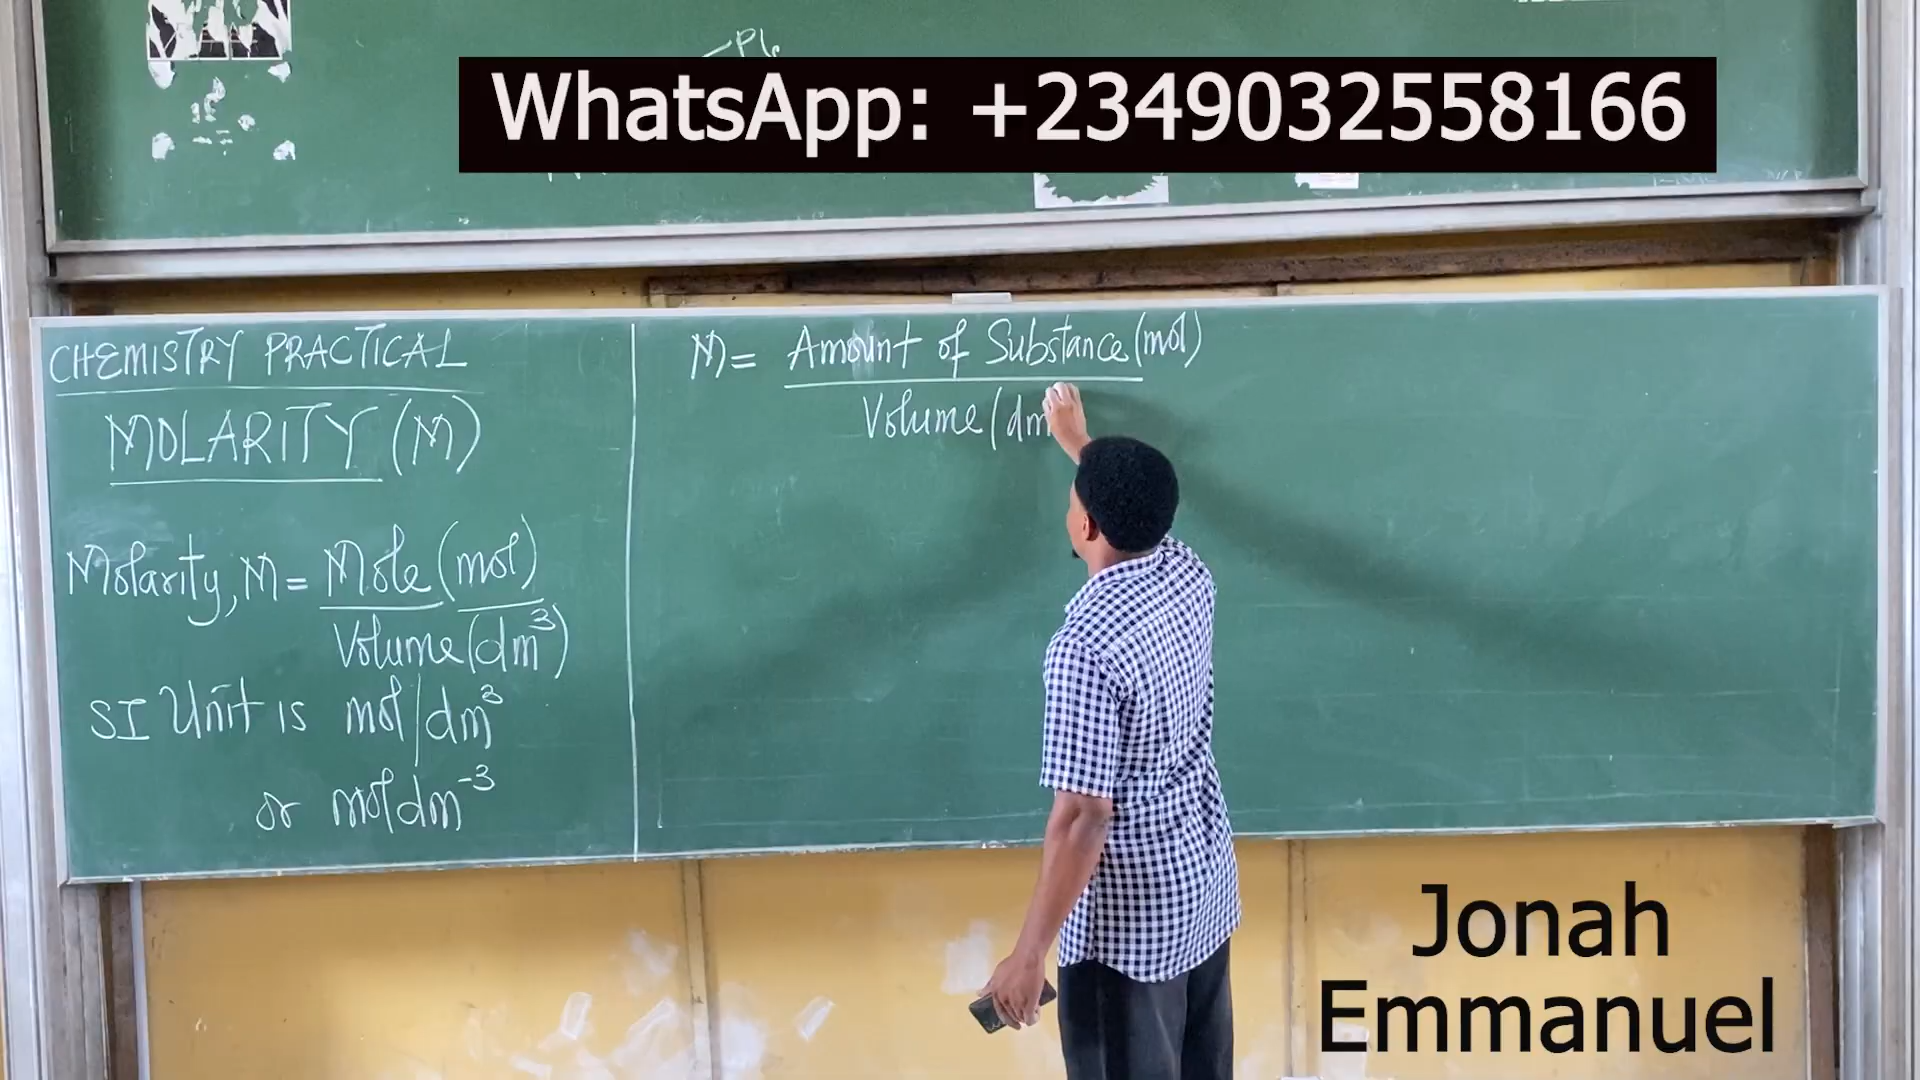 WhatsApp: +2349032558166
CHEMISTRY PRACTICAL
MOLARITY (M)
Molarity, M = Mole (mol)
Volume (dm³)
SI Unit is mol/dm³
or moldm⁻³
M = Amount of Substance (mol)
Volume (dm
Jonah
Emmanuel